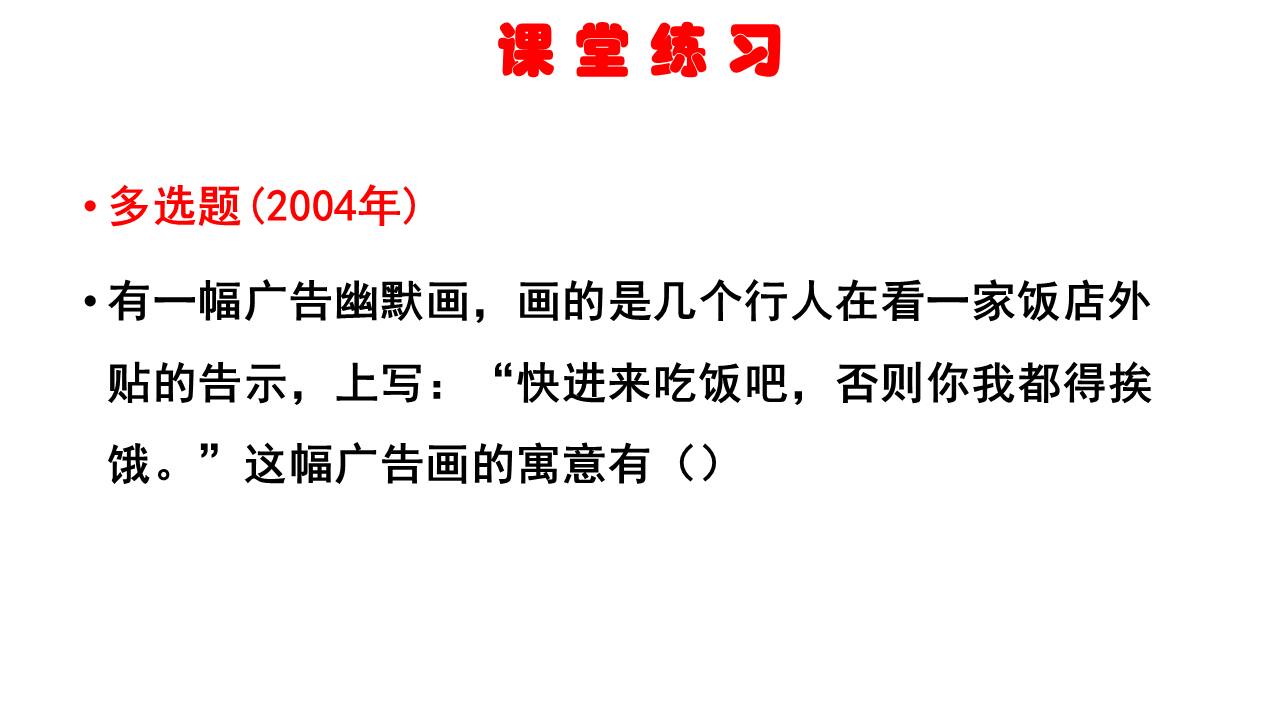 课堂练习
•多选题(2004年)
•有一幅广告幽默画，画的是几个行人在看一家饭店外
贴的告示，上写：“快进来吃饭吧，否则你我都得挨
饿。”这幅广告画的寓意有（）